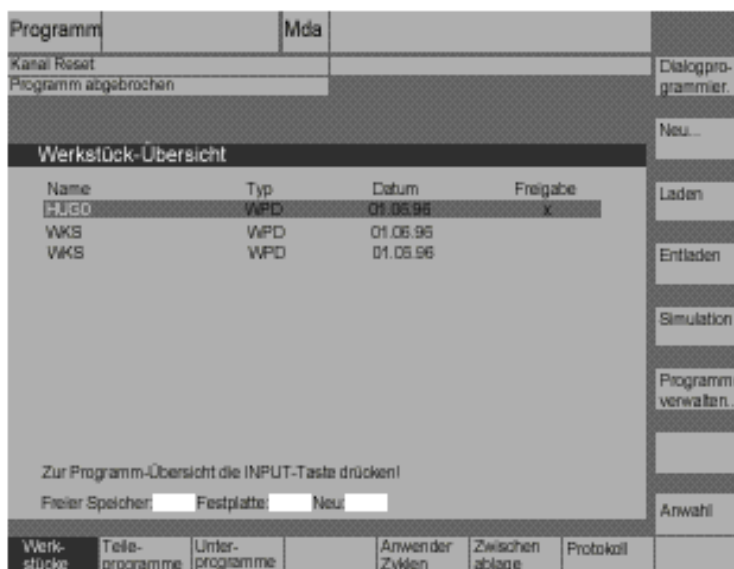 Programm
Mda
Kanal Reset
Programm abgebrochen
Dialogpro-
grammier.
Neu...
Werkstück-Übersicht
Name Typ Datum Freigabe
HUGO WPD 01.06.96 x
WKS WPD 01.06.96
WKS WPD 01.06.96
Laden
Entladen
Simulation
Programm
verwalten..
Zur Programm-Übersicht die INPUT-Taste drücken!
Freier Speicher: Festplatte: Neu:
Anwahl
Werk-
stücke
Teile-
programme
Unter-
programme
Anwender
Zyklen
Zwischen
ablage
Protokoll